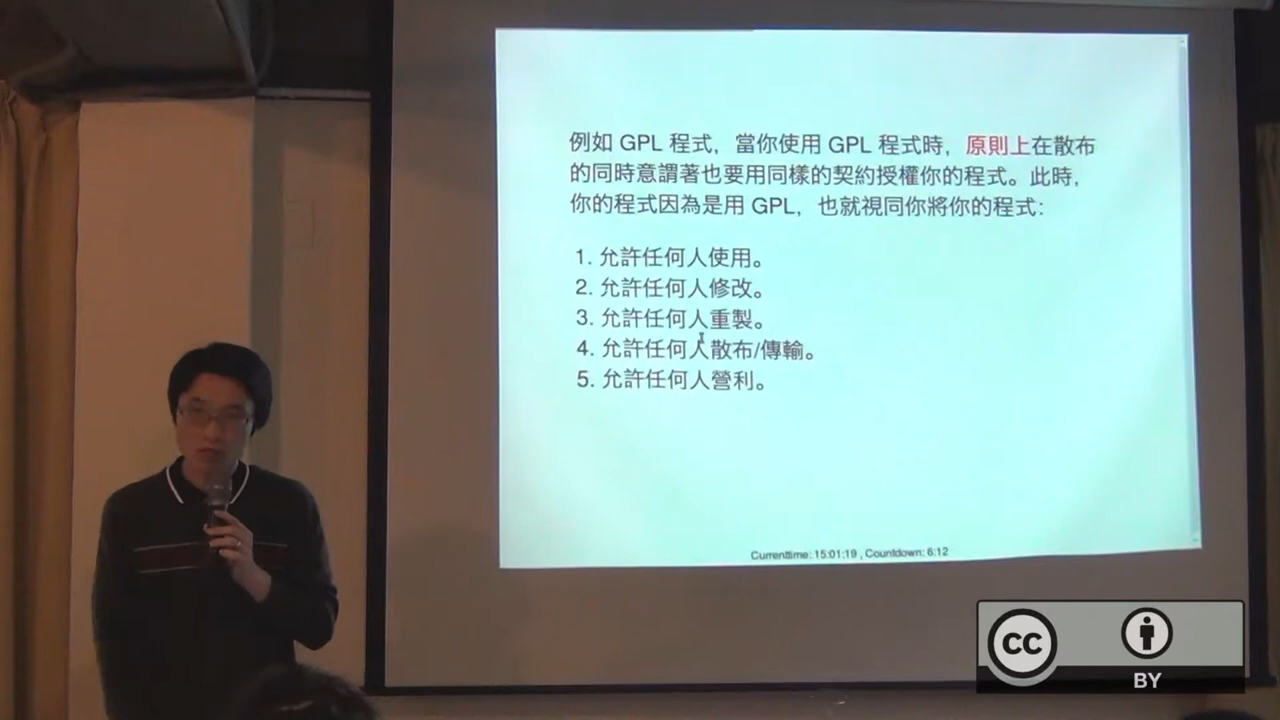 例如 GPL 程式，當你使用 GPL 程式時，原則上在散布
的同時意謂著也要用同樣的契約授權你的程式。此時，
你的程式因為是用 GPL，也就視同你將你的程式：
1. 允許任何人使用。
2. 允許任何人修改。
3. 允許任何人重製。
4. 允許任何人散布/傳輸。
5. 允許任何人營利。
Currenttime: 15:01:19 , Countdown: 6:12
CC
BY